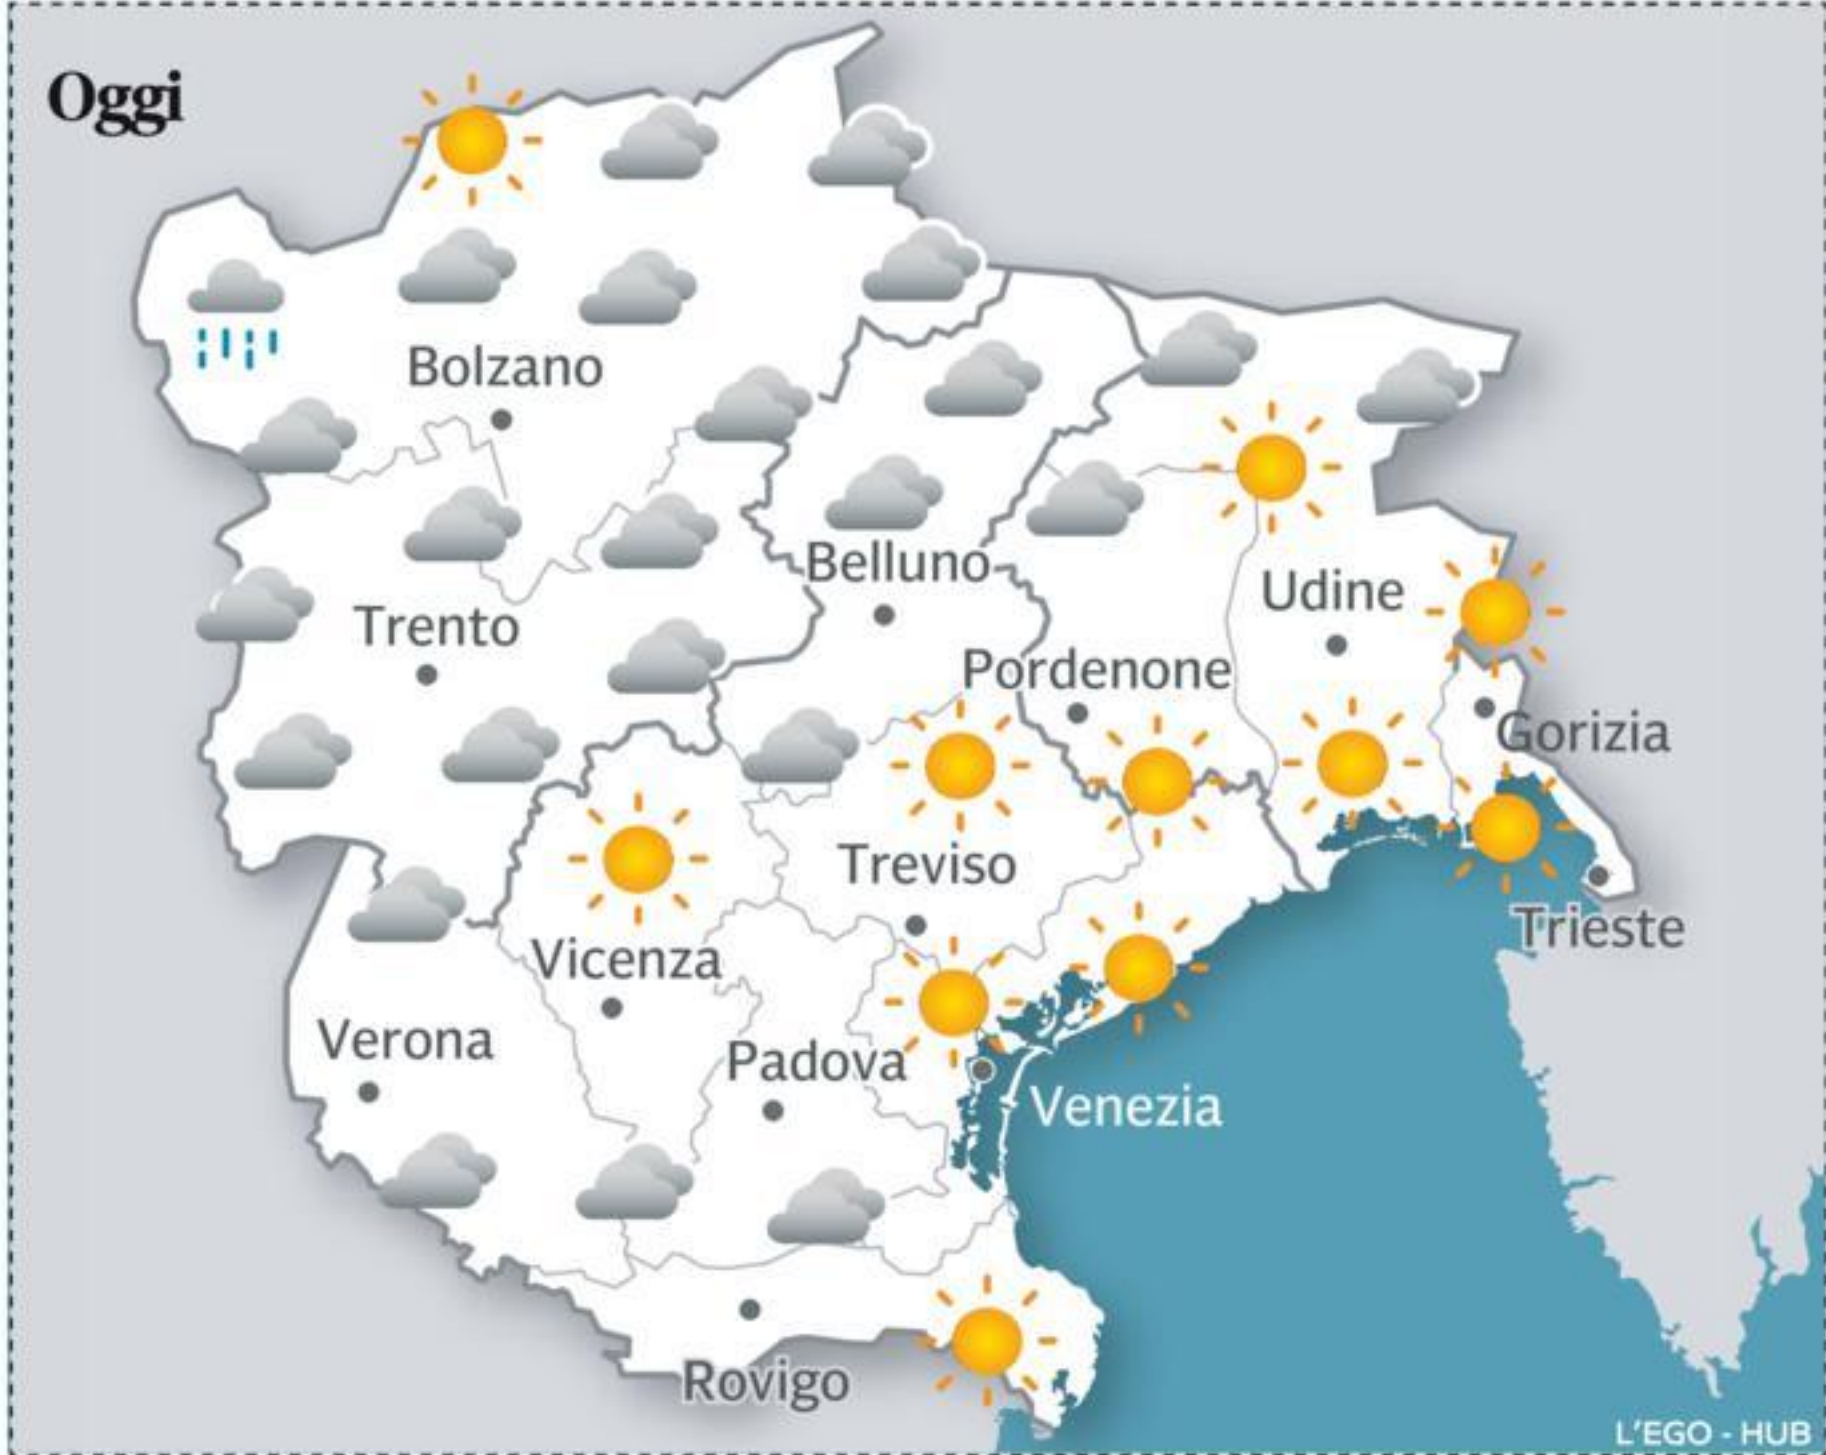 Oggi
Bolzano
Belluno
Udine
Trento
Pordenone
Gorizia
Treviso
Trieste
Vicenza
Verona
Padova
Venezia
Rovigo
L'EGO - HUB